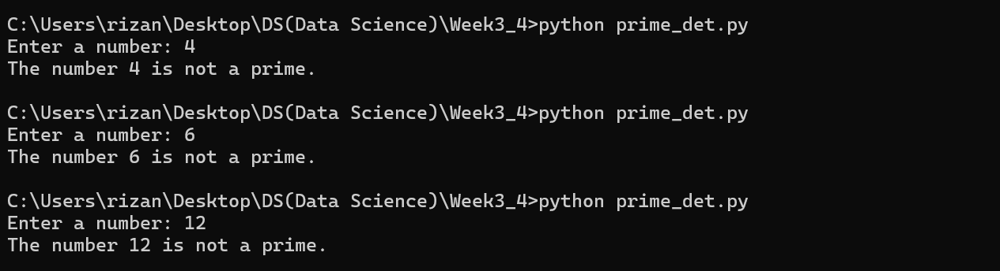 C:\Users\rizan\Desktop\DS(Data Science)\Week3_4>python prime_det.py
Enter a number: 4
The number 4 is not a prime.
C:\Users\rizan\Desktop\DS(Data Science)\Week3_4>python prime_det.py
Enter a number: 6
The number 6 is not a prime.
C:\Users\rizan\Desktop\DS(Data Science)\Week3_4>python prime_det.py
Enter a number: 12
The number 12 is not a prime.